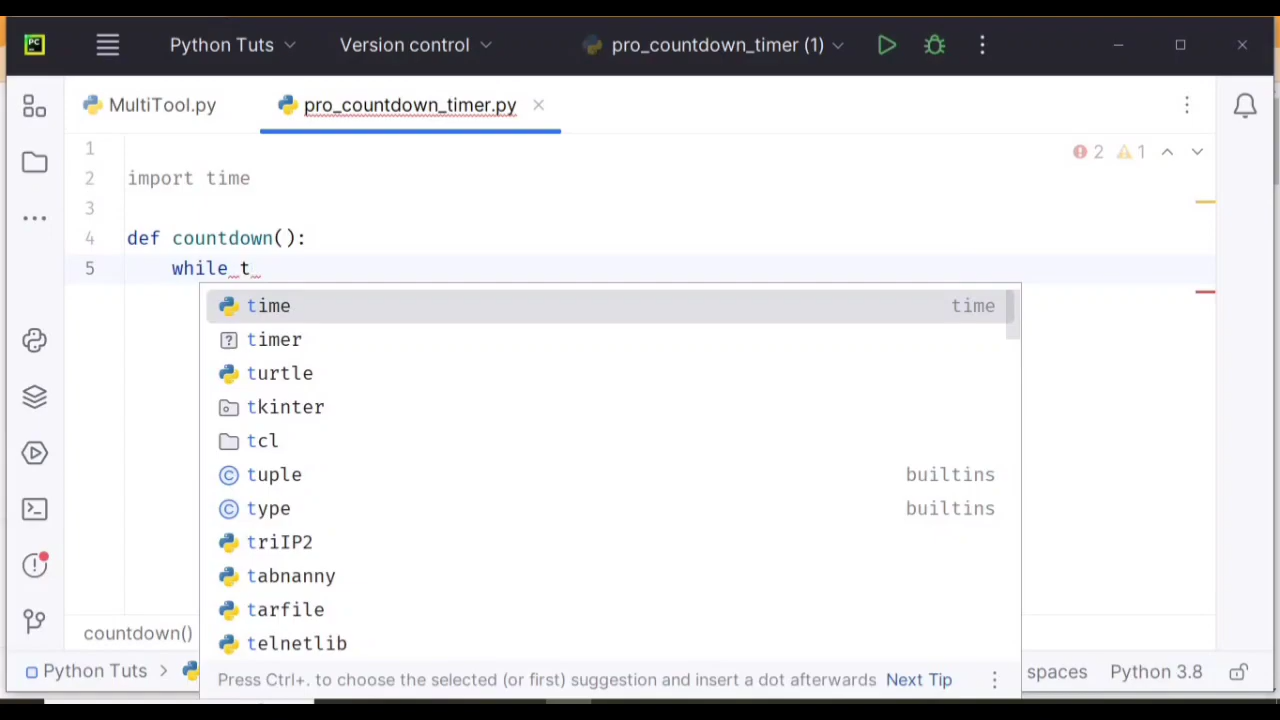 PC
Python Tuts
Version control
pro_countdown_timer (1)
MultiTool.py
pro_countdown_timer.py
2
1
1
2 import time
3
4 def countdown():
5 while t
time time
timer
turtle
tkinter
tcl
tuple builtins
type builtins
triIP2
tabnanny
tarfile
telnetlib
Press Ctrl+. to choose the selected (or first) suggestion and insert a dot afterwards Next Tip
countdown()
Python Tuts >
spaces Python 3.8